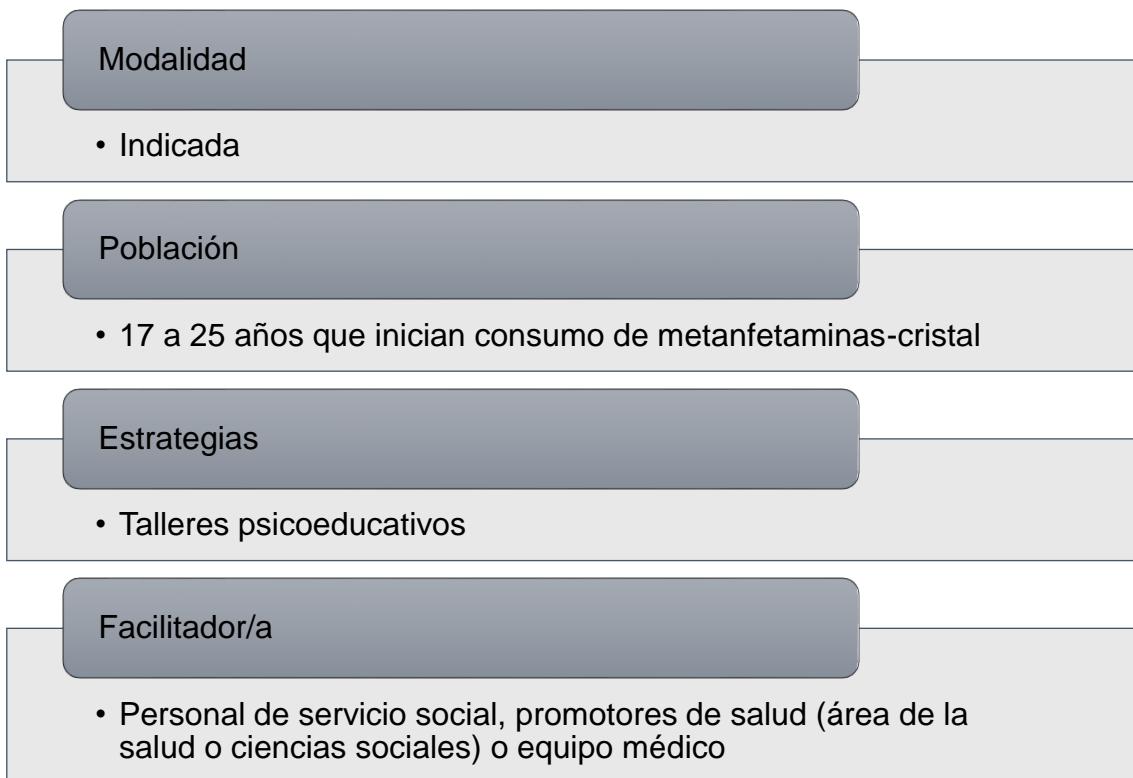 Modalidad
• Indicada
Población
• 17 a 25 años que inician consumo de metanfetaminas-cristal
Estrategias
• Talleres psicoeducativos
Facilitador/a
• Personal de servicio social, promotores de salud (área de la
salud o ciencias sociales) o equipo médico